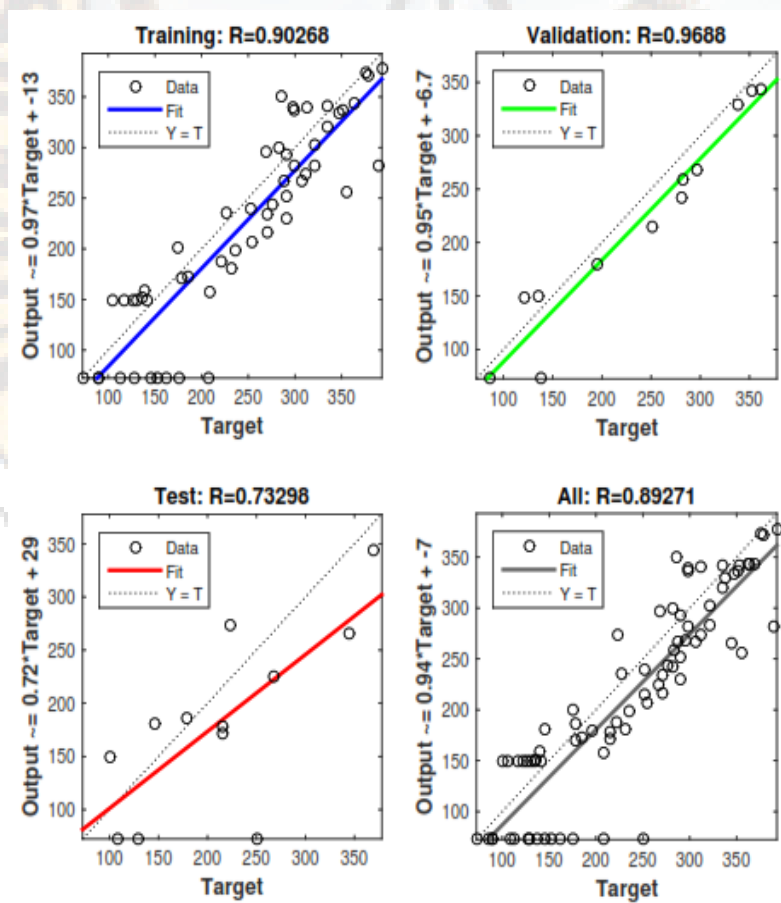 Training: R=0.90268
Output ~= 0.97*Target + -13
Data
Fit
Y = T
350
300
250
200
150
100
100 150 200 250 300 350
Target
Validation: R=0.9688
Output ~= 0.95*Target + -6.7
Data
Fit
Y = T
350
300
250
200
150
100
100 150 200 250 300 350
Target
Test: R=0.73298
Output ~= 0.72*Target + 29
Data
Fit
Y = T
350
300
250
200
150
100
100 150 200 250 300 350
Target
All: R=0.89271
Output ~= 0.94*Target + -7
Data
Fit
Y = T
350
300
250
200
150
100
100 150 200 250 300 350
Target